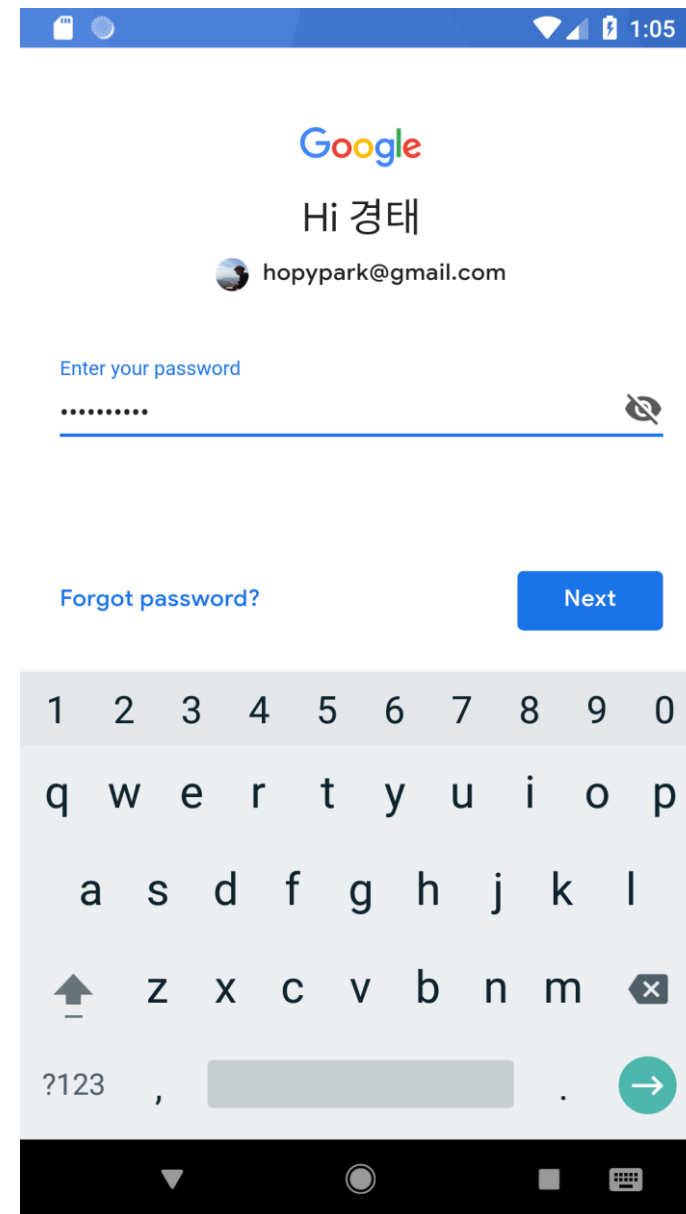 1:05
Google
Hi 경태
hopypark@gmail.com
Enter your password
••••••••••
Forgot password?
Next
1 2 3 4 5 6 7 8 9 0
q w e r t y u i o p
a s d f g h j k l
z x c v b n m
?123 , .